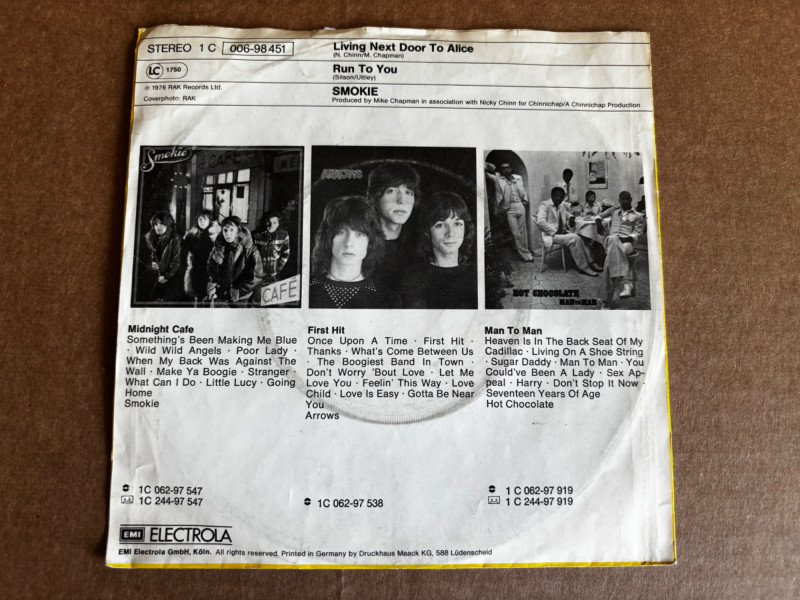 STEREO 1 C 006-98 451
LC 1750
℗ 1976 RAK Records Ltd.
Coverphoto: RAK
Living Next Door To Alice
(N. Chinn/M. Chapman)
Run To You
(Silson/Uttley)
SMOKIE
Produced by Mike Chapman in association with Nicky Chinn for Chinnichap/A Chinnichap Production
Smokie
CAFE
CAFE
ARROWS
HOT CHOCOLATE
MAN TO MAN
Midnight Cafe
Something's Been Making Me Blue
· Wild Wild Angels · Poor Lady ·
When My Back Was Against The
Wall · Make Ya Boogie · Stranger ·
What Can I Do · Little Lucy · Going
Home
Smokie
First Hit
Once Upon A Time · First Hit ·
Thanks · What's Come Between Us
· The Boogiest Band In Town ·
Don't Worry 'Bout Love · Let Me
Love You · Feelin' This Way · Love
Child · Love Is Easy · Gotta Be Near
You
Arrows
Man To Man
Heaven Is In The Back Seat Of My
Cadillac · Living On A Shoe String
· Sugar Daddy · Man To Man · You
Could've Been A Lady · Sex Ap-
peal · Harry · Don't Stop It Now ·
Seventeen Years Of Age
Hot Chocolate
1C 062-97 547
1C 244-97 547
1C 062-97 538
1 C 062-97 919
1 C 244-97 919
EMI ELECTROLA
EMI Electrola GmbH, Köln. All rights reserved. Printed in Germany by Druckhaus Maack KG, 588 Lüdenscheid